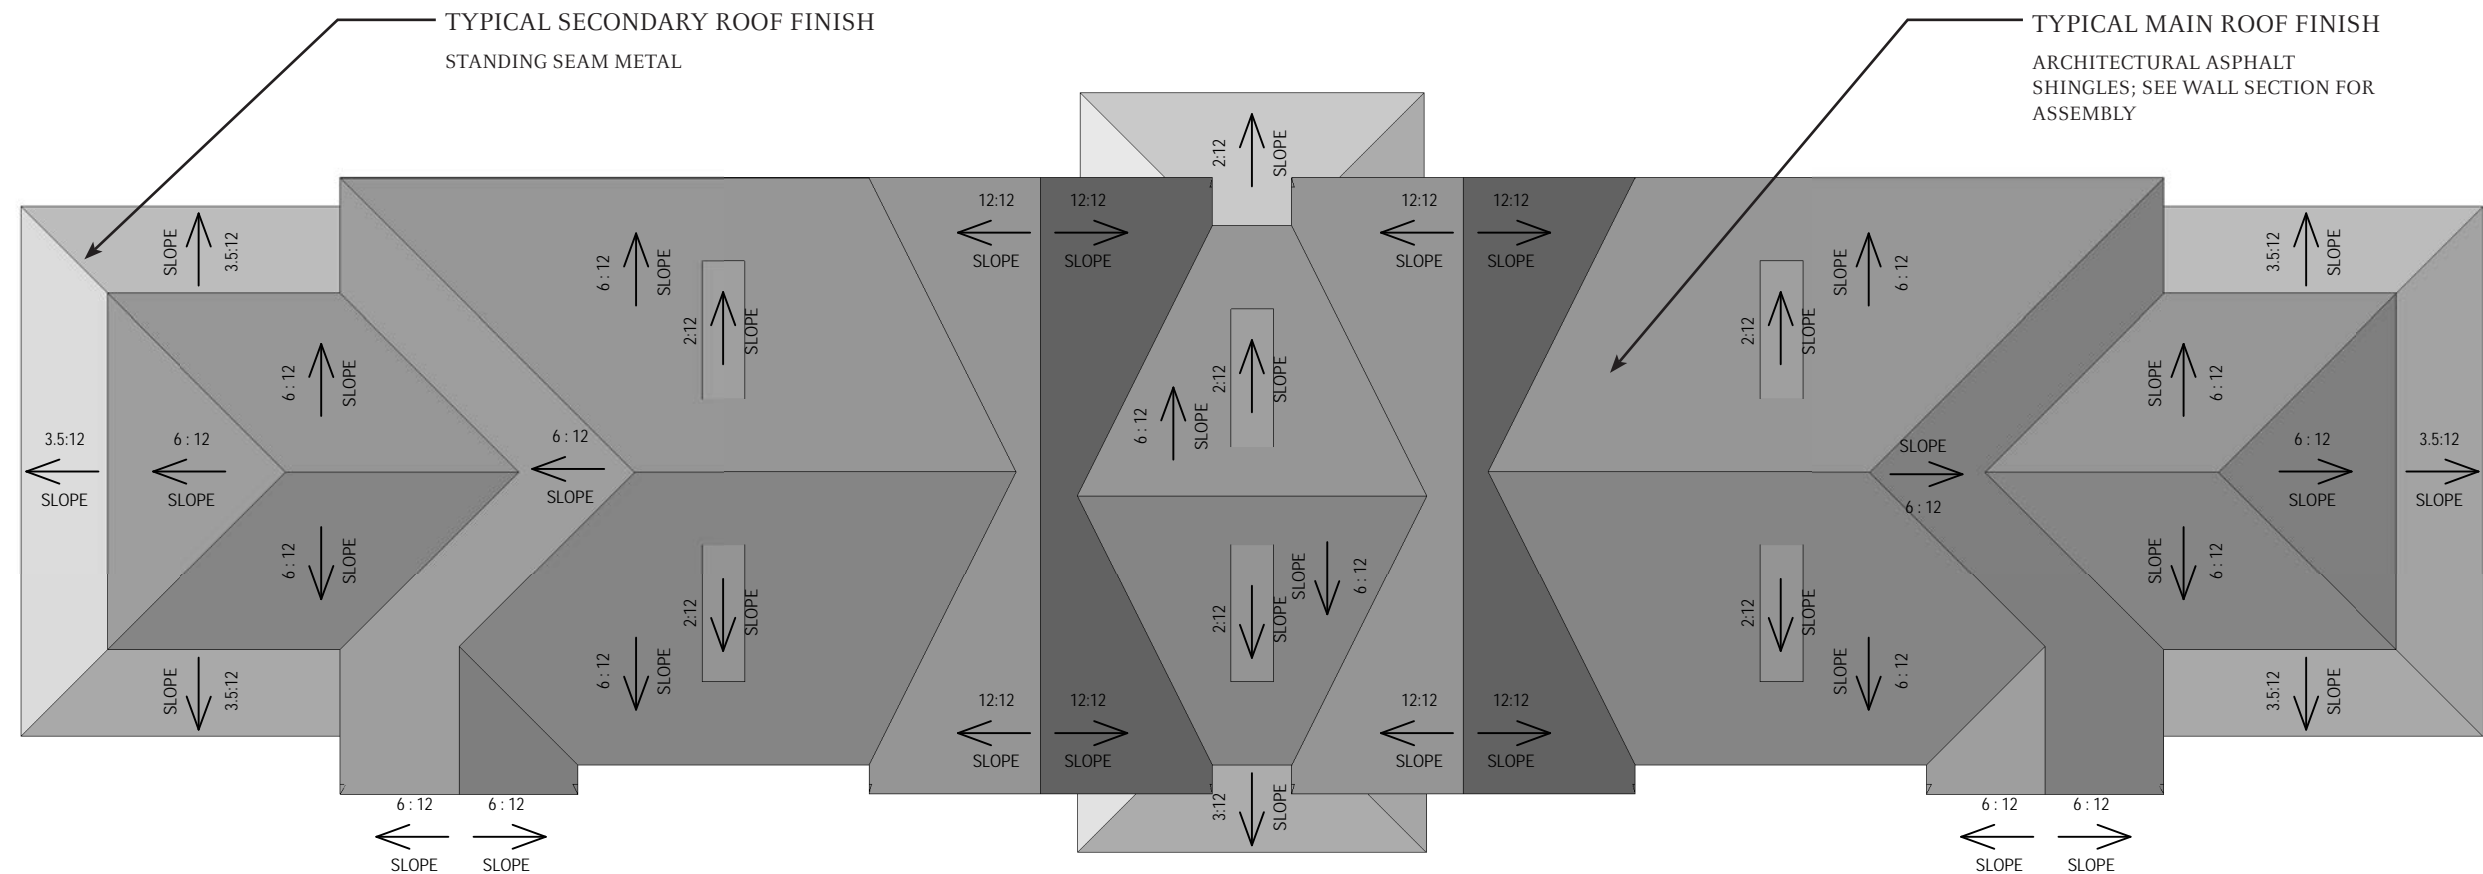 TYPICAL SECONDARY ROOF FINISH
STANDING SEAM METAL
TYPICAL MAIN ROOF FINISH
ARCHITECTURAL ASPHALT
SHINGLES; SEE WALL SECTION FOR
ASSEMBLY
2:12
SLOPE
12:12
SLOPE
12:12
SLOPE
12:12
SLOPE
12:12
SLOPE
SLOPE
3.5:12
6 : 12
SLOPE
SLOPE
6 : 12
3.5:12
SLOPE
2:12
SLOPE
2:12
SLOPE
2:12
SLOPE
6 : 12
SLOPE
6 : 12
SLOPE
SLOPE
6 : 12
3.5:12
SLOPE
6 : 12
SLOPE
6 : 12
SLOPE
SLOPE
6 : 12
6 : 12
SLOPE
3.5:12
SLOPE
6 : 12
SLOPE
SLOPE
6 : 12
SLOPE
6 : 12
2:12
SLOPE
2:12
SLOPE
2:12
SLOPE
SLOPE
3.5:12
6 : 12
SLOPE
SLOPE
6 : 12
3.5:12
SLOPE
12:12
SLOPE
12:12
SLOPE
12:12
SLOPE
12:12
SLOPE
3:12
SLOPE
6 : 12
SLOPE
6 : 12
SLOPE
6 : 12
SLOPE
6 : 12
SLOPE